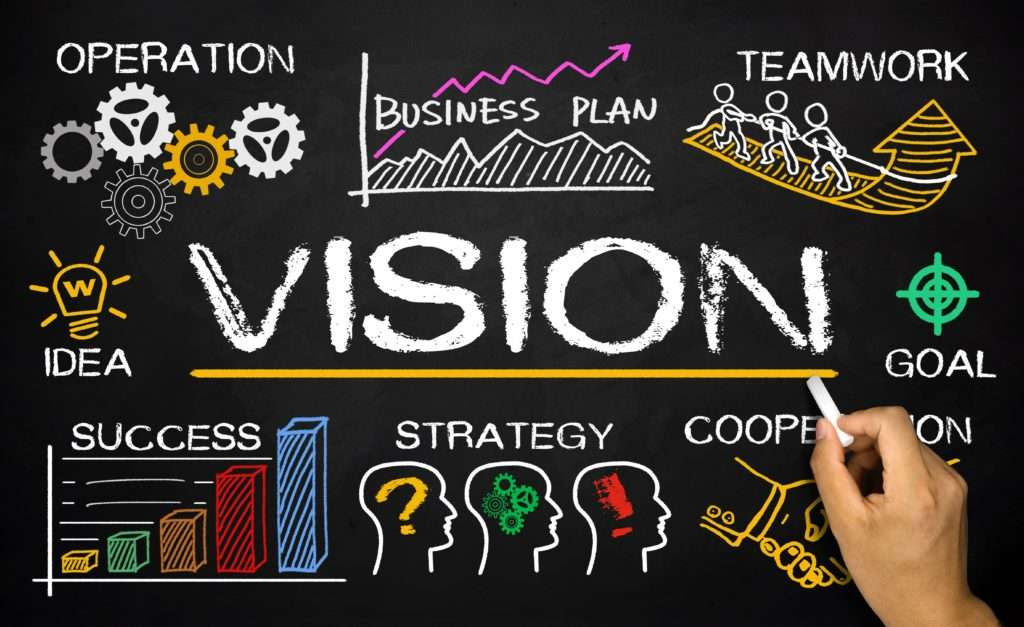 OPERATION
BUSINESS PLAN
TEAMWORK
VISION
W
IDEA
GOAL
SUCCESS
STRATEGY
?
!
COOPE ION